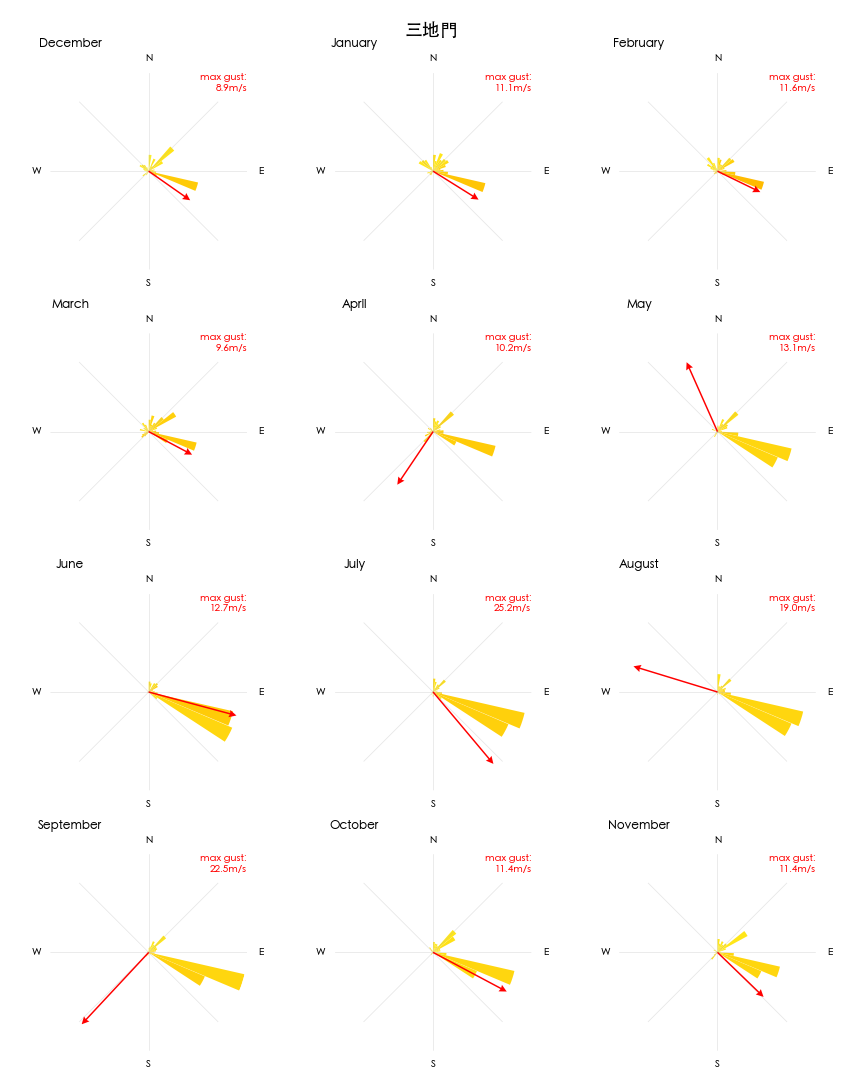 三地門
December
January
February
N
N
N
max gust:
8.9m/s
max gust:
11.1m/s
max gust:
11.6m/s
W
E
W
E
W
E
S
S
S
March
April
May
N
N
N
max gust:
9.6m/s
max gust:
10.2m/s
max gust:
13.1m/s
W
E
W
E
W
E
S
S
S
June
July
August
N
N
N
max gust:
12.7m/s
max gust:
25.2m/s
max gust:
19.0m/s
W
E
W
E
W
E
S
S
S
September
October
November
N
N
N
max gust:
22.5m/s
max gust:
11.4m/s
max gust:
11.4m/s
W
E
W
E
W
E
S
S
S